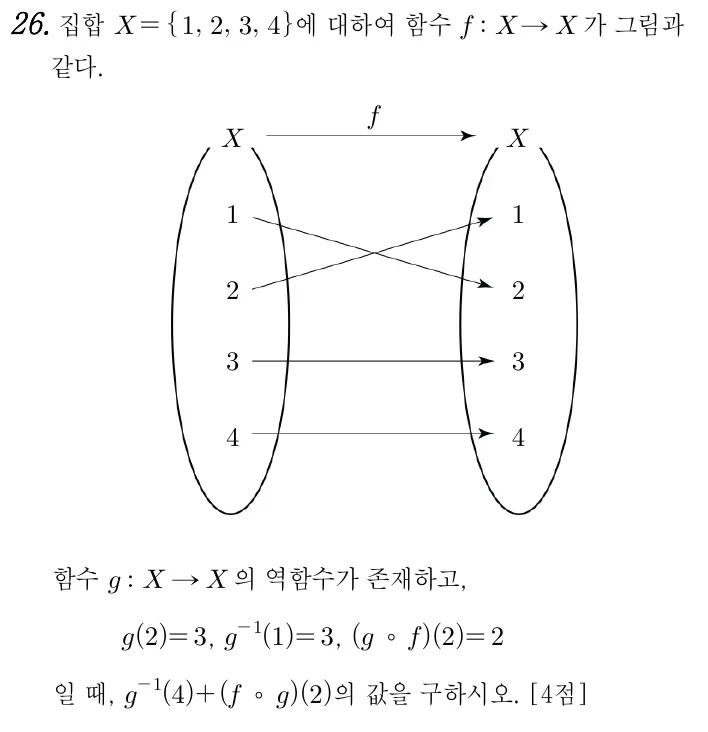 26. 집합 X={1, 2, 3, 4}에 대하여 함수 f : X→X가 그림과
같다.
f
X X
1 1
2 2
3 3
4 4
함수 g : X→X의 역함수가 존재하고,
g(2)=3, g⁻¹(1)=3, (g ∘ f)(2)=2
일 때, g⁻¹(4)+(f ∘ g)(2)의 값을 구하시오. [4점]